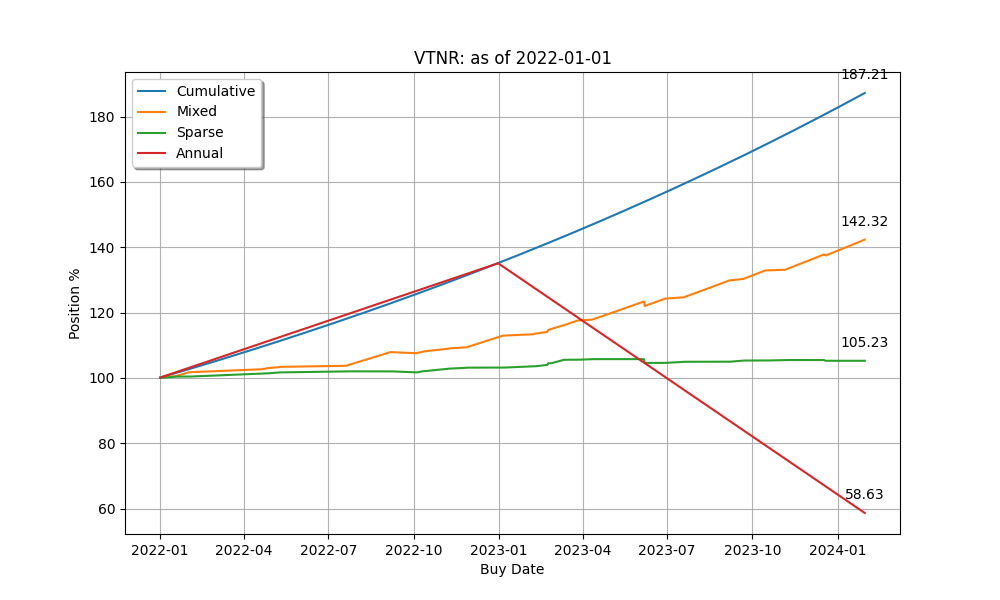 VTNR: as of 2022-01-01
187.21
Cumulative
Mixed
Sparse
Annual
180
160
142.32
140
120
105.23
100
80
58.63
60
Position %
2022-01 2022-04 2022-07 2022-10 2023-01 2023-04 2023-07 2023-10 2024-01
Buy Date